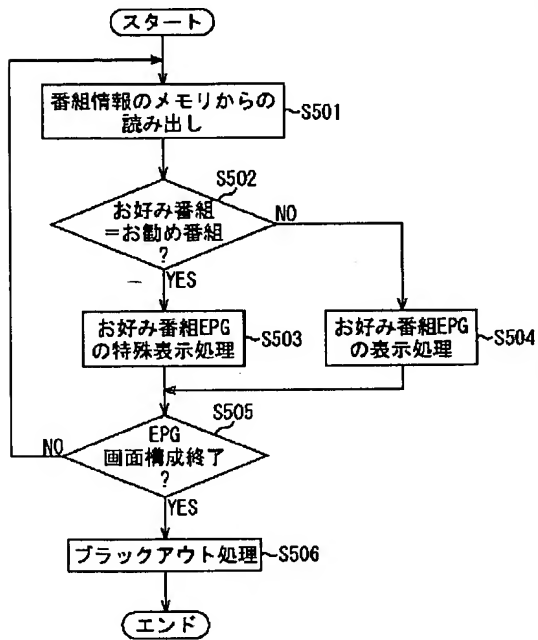 スタート
番組情報のメモリからの
読み出し
S501
S502
お好み番組
=お勧め番組
?
NO
YES
お好み番組EPG
の特殊表示処理
S503
お好み番組EPG
の表示処理
S504
S505
EPG
画面構成終了
?
NO
YES
ブラックアウト処理
S506
エンド